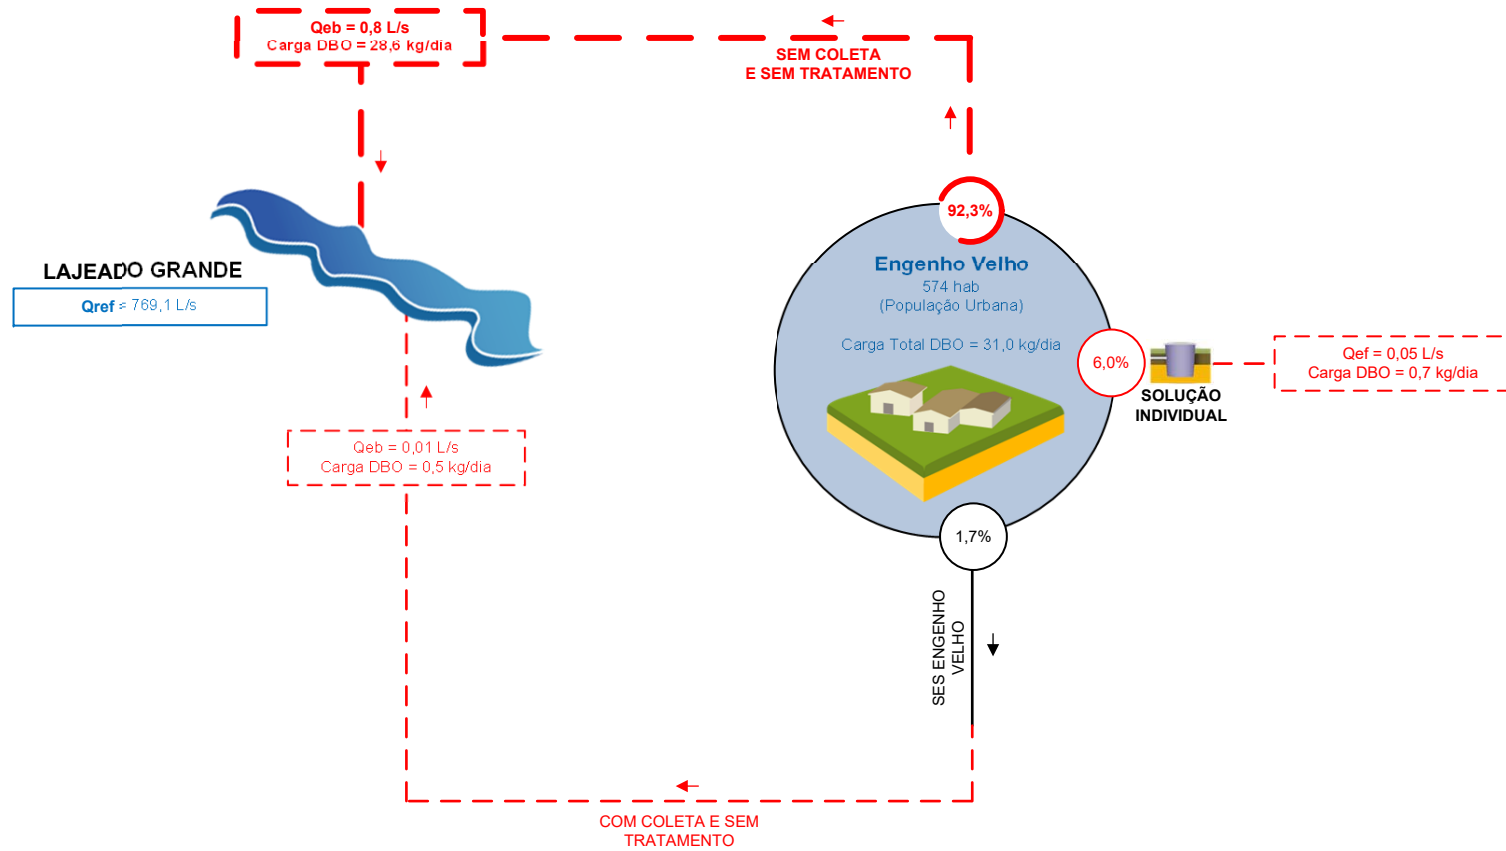 Qeb = 0,8 L/s
Carga DBO = 28,6 kg/dia
SEM COLETA
E SEM TRATAMENTO
92,3%
LAJEADO GRANDE
Qref = 769,1 L/s
Engenho Velho
574 hab
(População Urbana)
Carga Total DBO = 31,0 kg/dia
6,0%
SOLUÇÃO
INDIVIDUAL
Qef = 0,05 L/s
Carga DBO = 0,7 kg/dia
Qeb = 0,01 L/s
Carga DBO = 0,5 kg/dia
1,7%
SES ENGENHO
VELHO
COM COLETA E SEM
TRATAMENTO